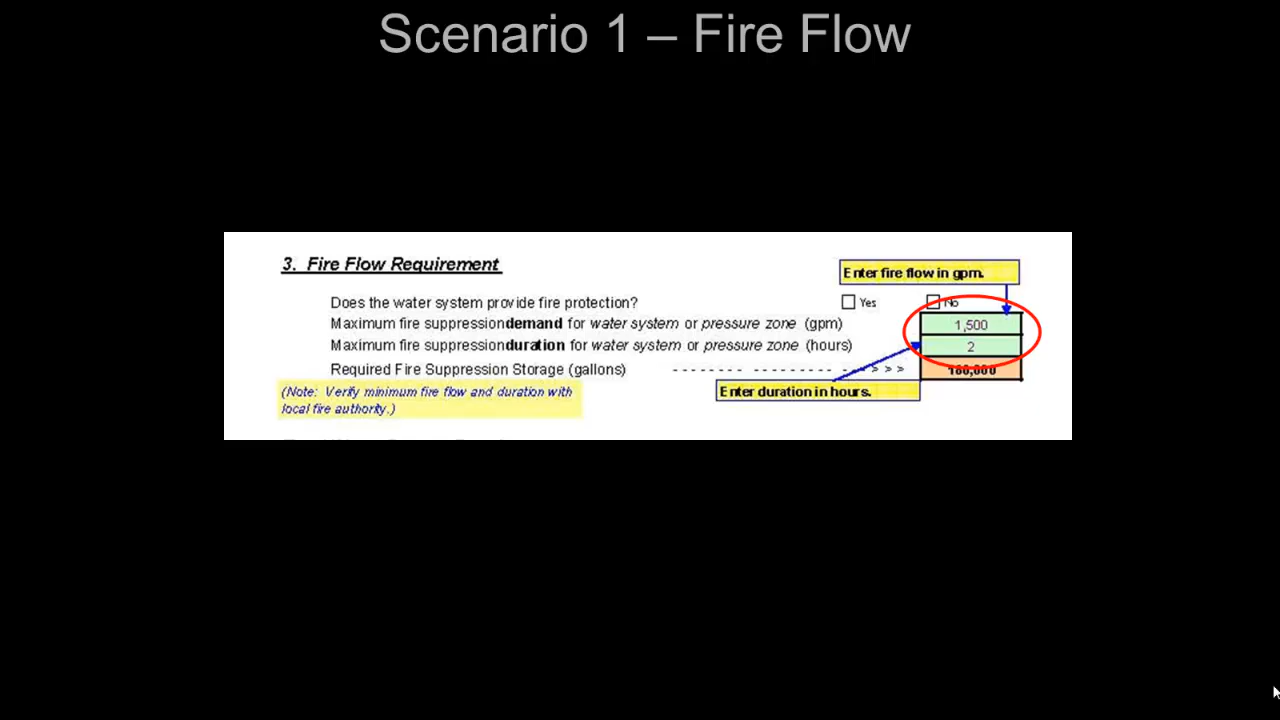 Scenario 1 – Fire Flow
3. Fire Flow Requirement
Enter fire flow in gpm.
Does the water system provide fire protection? Yes No
Maximum fire suppression demand for water system or pressure zone (gpm) 1,500
Maximum fire suppression duration for water system or pressure zone (hours) 2
Required Fire Suppression Storage (gallons) - - - - - - - - - - - - - - - - - > > > 180,000
(Note: Verify minimum fire flow and duration with
local fire authority.)
Enter duration in hours.